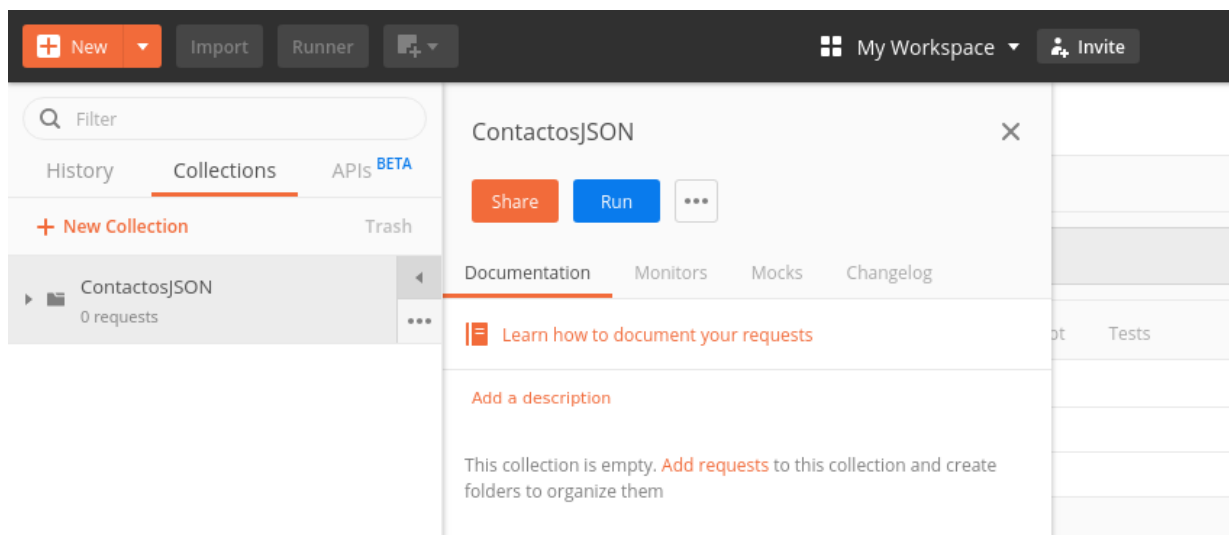 New
Import
Runner
My Workspace
Invite
Filter
History
Collections
APIs BETA
+ New Collection
Trash
ContactosJSON
0 requests
ContactosJSON
Share
Run
Documentation
Monitors
Mocks
Changelog
Learn how to document your requests
Add a description
This collection is empty. Add requests to this collection and create
folders to organize them
Tests